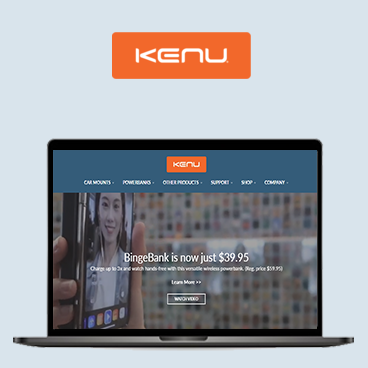 KENU
KENU
CAR MOUNTS POWERBANKS OTHER PRODUCTS SUPPORT SHOP COMPANY
BingeBank is now just $39.95
Charge up to 3x and watch hands-free with this versatile wireless powerbank. (Reg. price $59.95)
Learn More >>
WATCH VIDEO